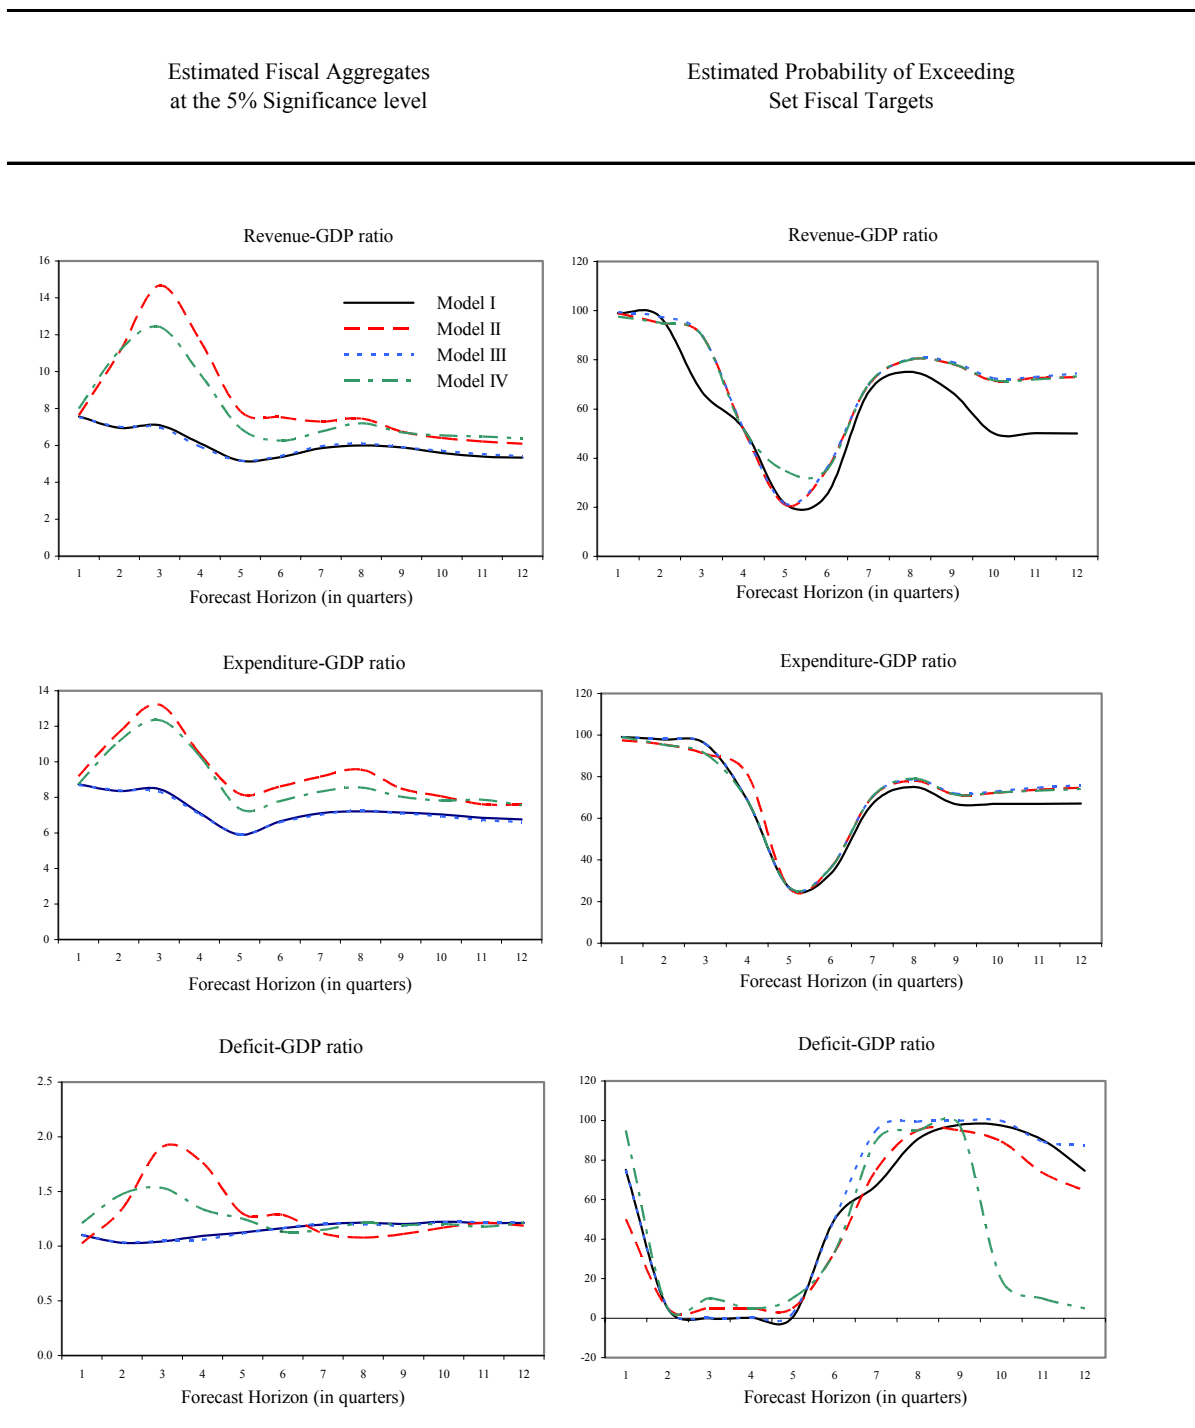 Estimated Fiscal Aggregates
at the 5% Significance level
Estimated Probability of Exceeding
Set Fiscal Targets
Revenue-GDP ratio
16
14
12
10
8
6
4
2
0
Model I
Model II
Model III
Model IV
1 2 3 4 5 6 7 8 9 10 11 12
Forecast Horizon (in quarters)
Revenue-GDP ratio
120
100
80
60
40
20
0
1 2 3 4 5 6 7 8 9 10 11 12
Forecast Horizon (in quarters)
Expenditure-GDP ratio
14
12
10
8
6
4
2
0
1 2 3 4 5 6 7 8 9 10 11 12
Forecast Horizon (in quarters)
Expenditure-GDP ratio
120
100
80
60
40
20
0
1 2 3 4 5 6 7 8 9 10 11 12
Forecast Horizon (in quarters)
Deficit-GDP ratio
2.5
2.0
1.5
1.0
0.5
0.0
1 2 3 4 5 6 7 8 9 10 11 12
Forecast Horizon (in quarters)
Deficit-GDP ratio
120
100
80
60
40
20
0
-20
1 2 3 4 5 6 7 8 9 10 11 12
Forecast Horizon (in quarters)